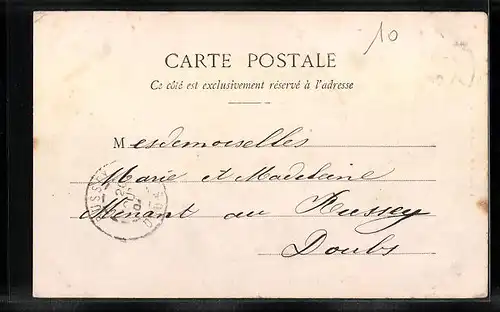 10
CARTE POSTALE
Ce côté est exclusivement réservé à l'adresse
Mesdemoiselles
Marie et Madeleine
Menant au Russey
Doubs